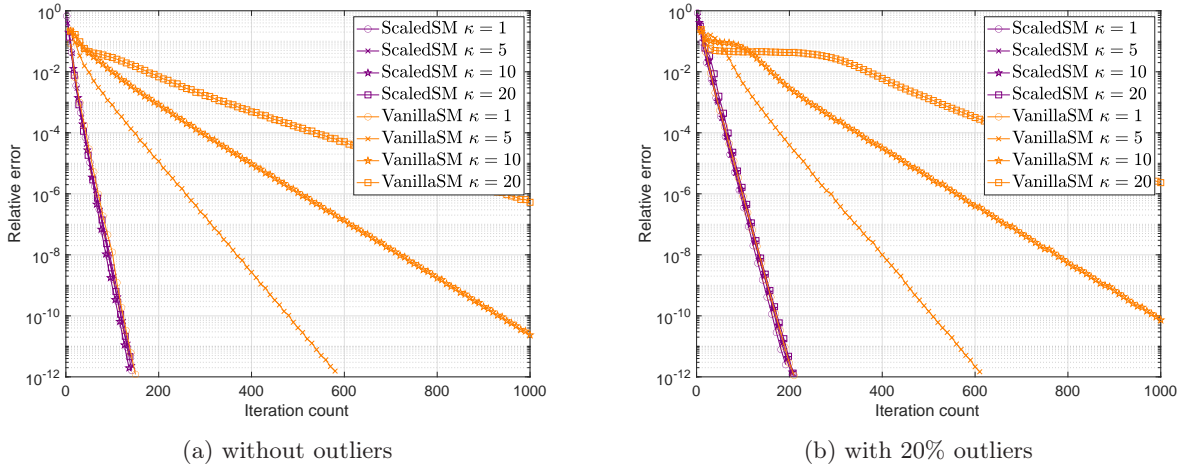 10^0
10^-2
10^-4
10^-6
10^-8
10^-10
10^-12
Relative error
0 200 400 600 800 1000
Iteration count
ScaledSM κ = 1
ScaledSM κ = 5
ScaledSM κ = 10
ScaledSM κ = 20
VanillaSM κ = 1
VanillaSM κ = 5
VanillaSM κ = 10
VanillaSM κ = 20
(a) without outliers
10^0
10^-2
10^-4
10^-6
10^-8
10^-10
10^-12
Relative error
0 200 400 600 800 1000
Iteration count
ScaledSM κ = 1
ScaledSM κ = 5
ScaledSM κ = 10
ScaledSM κ = 20
VanillaSM κ = 1
VanillaSM κ = 5
VanillaSM κ = 10
VanillaSM κ = 20
(b) with 20% outliers